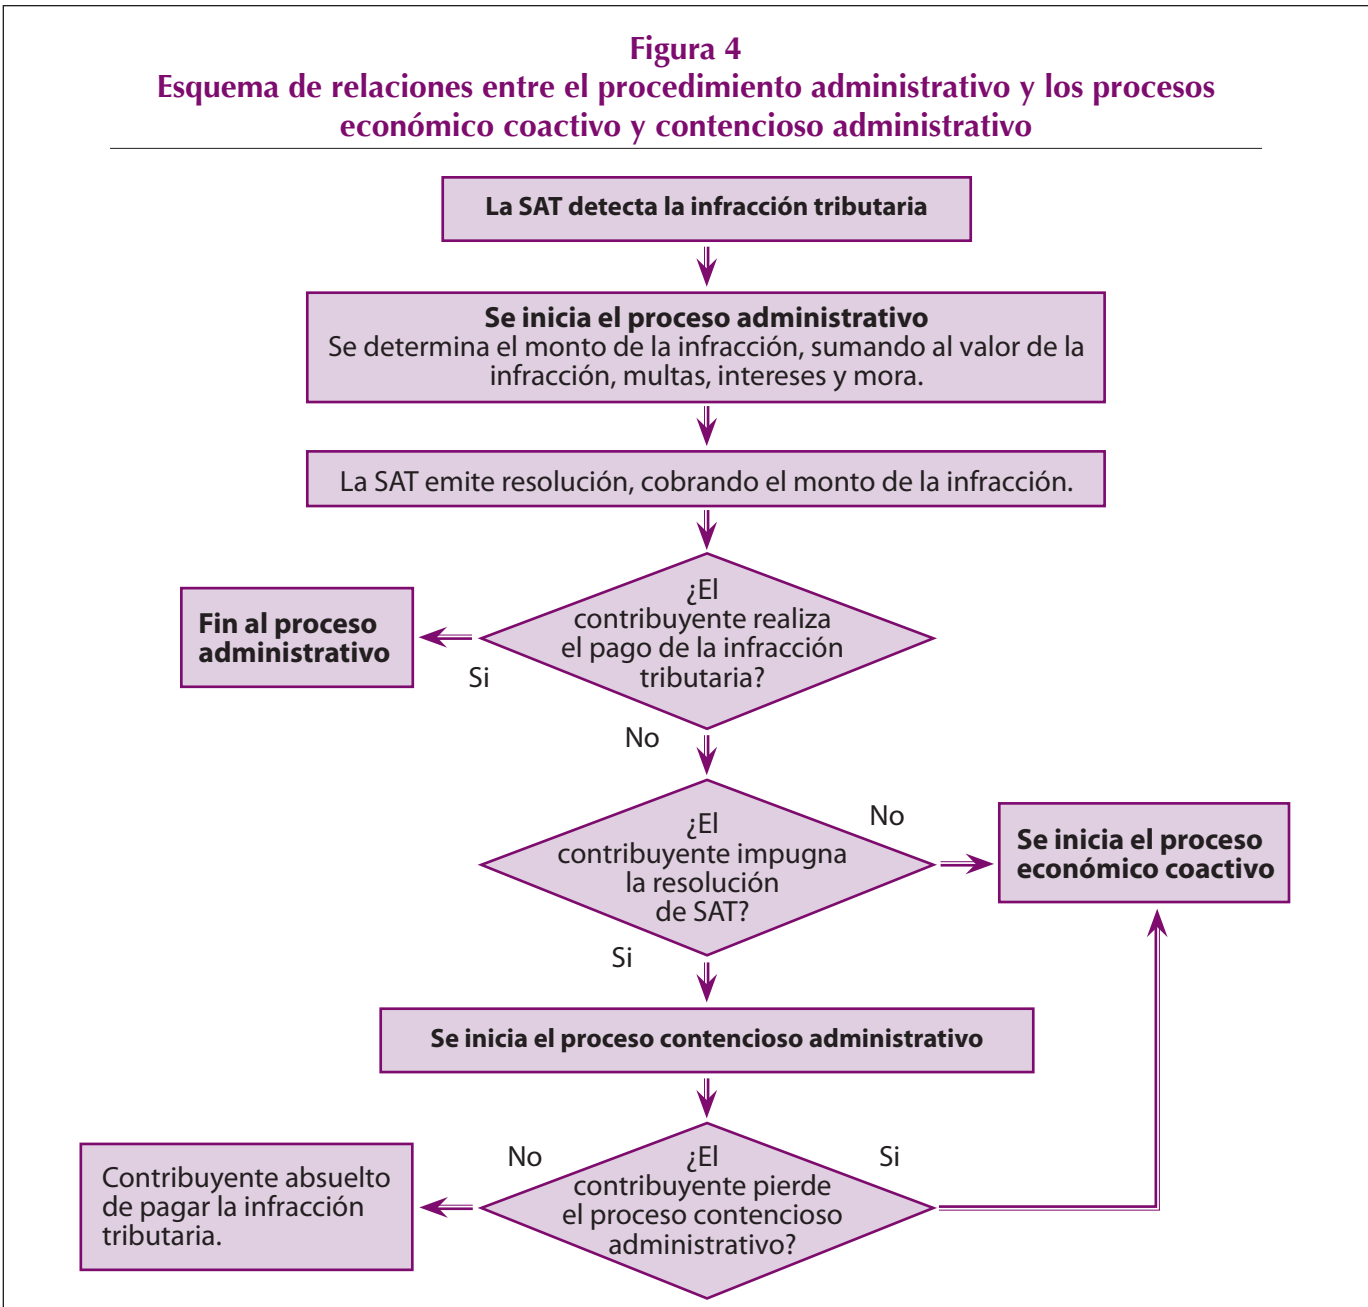 Figura 4
Esquema de relaciones entre el procedimiento administrativo y los procesos
económico coactivo y contencioso administrativo
La SAT detecta la infracción tributaria
Se inicia el proceso administrativo
Se determina el monto de la infracción, sumando al valor de la
infracción, multas, intereses y mora.
La SAT emite resolución, cobrando el monto de la infracción.
¿El
contribuyente realiza
el pago de la infracción
tributaria?
Si
Fin al proceso
administrativo
No
¿El
contribuyente impugna
la resolución
de SAT?
No
Se inicia el proceso
económico coactivo
Si
Se inicia el proceso contencioso administrativo
¿El
contribuyente pierde
el proceso contencioso
administrativo?
No
Contribuyente absuelto
de pagar la infracción
tributaria.
Si